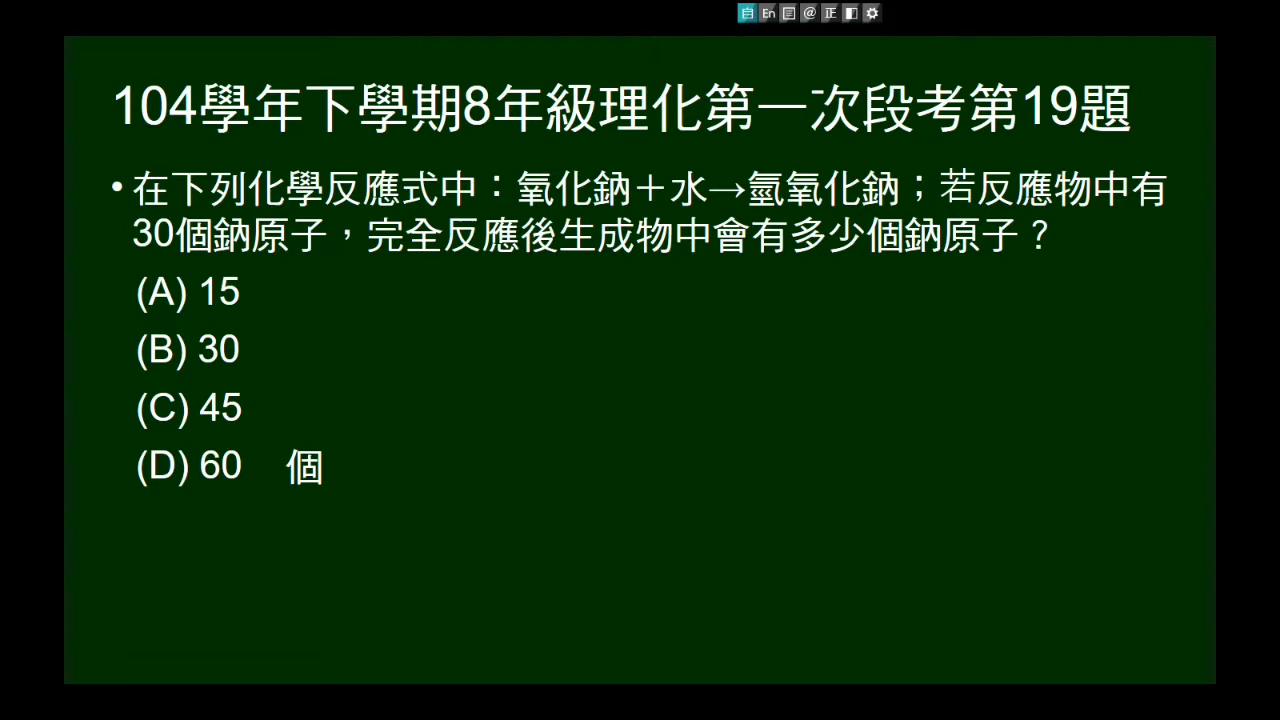 自 En @ 正
104學年下學期8年級理化第一次段考第19題
• 在下列化學反應式中：氧化鈉＋水→氫氧化鈉；若反應物中有
30個鈉原子，完全反應後生成物中會有多少個鈉原子？
(A) 15
(B) 30
(C) 45
(D) 60 個